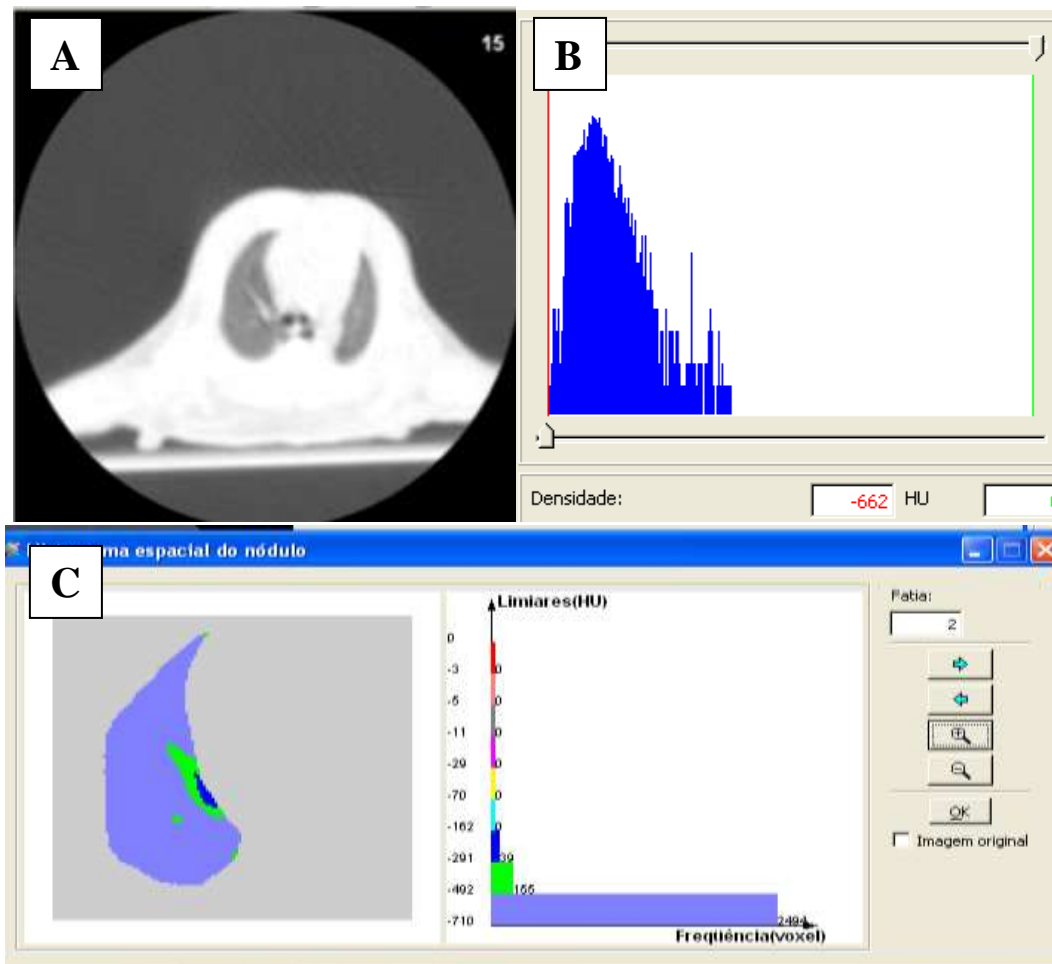 A
15
B
Densidade:
-662 HU
C
ma espacial do nódulo
Limiares(HU)
0
-3 0
-5 0
-11 0
-29 0
-70 0
-162 0
-291 39
-492 155
-710 2494
Freqüência(voxel)
Fatia:
2
OK
Imagem original